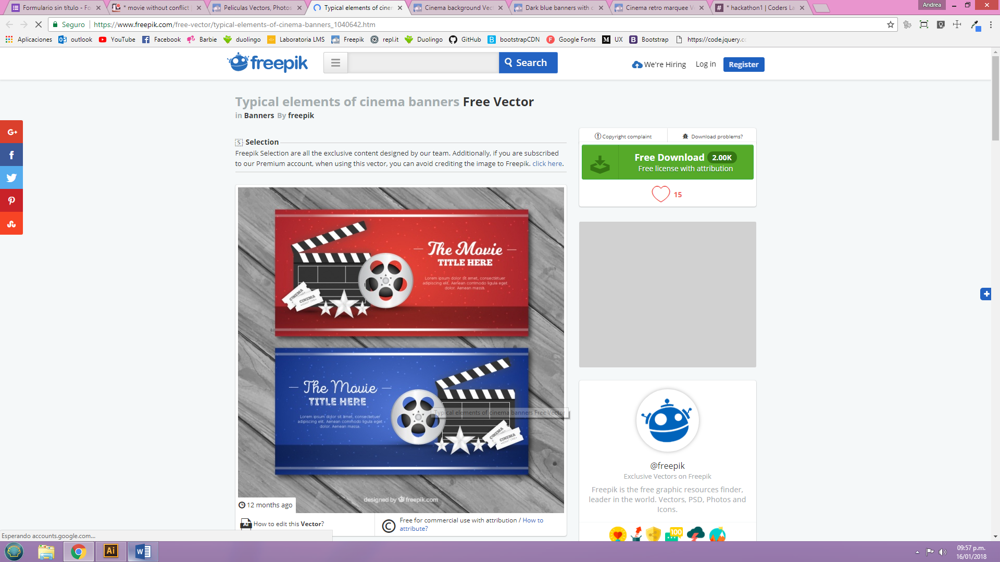 Formulario sin título - Fo
* movie without conflict |
Peliculas Vectors, Photos
Typical elements of ciner
Cinema background Vect
Dark blue banners with c
Cinema retro marquee V
* hackathon1 | Coders La
Andrea
Seguro
https://www.freepik.com/free-vector/typical-elements-of-cinema-banners_1040642.htm
Aplicaciones
outlook
YouTube
Facebook
Barbie
duolingo
Laboratoria LMS
Freepik
repl.it
Duolingo
GitHub
bootstrapCDN
Google Fonts
UX
Bootstrap
https://code.jquery.cc
freepik
Search
We're Hiring
Log in
Register
Typical elements of cinema banners Free Vector
in Banners By freepik
S Selection
Freepik Selection are all the exclusive content designed by our team. Additionally, if you are subscribed
to our Premium account, when using this vector, you can avoid crediting the image to Freepik. click here.
Copyright complaint
Download problems?
Free Download 2.00K
Free license with attribution
15
The Movie
TITLE HERE
Lorem ipsum dolor sit amet, consectetuer
adipiscing elit. Aenean commodo ligula eget
dolor. Aenean massa.
CINEMA
CINEMA
ADMIT ONE
The Movie
TITLE HERE
Lorem ipsum dolor sit amet, consectetuer
adipiscing elit. Aenean commodo ligula eget
dolor. Aenean massa.
CINEMA
CINEMA
Typical elements of cinema banners Free Vector
designed by freepik.com
12 months ago
Ai How to edit this Vector?
Free for commercial use with attribution / How to
attribute?
@freepik
Exclusive Vectors on Freepik
Freepik is the free graphic resources finder,
leader in the world. Vectors, PSD, Photos and
Icons.
100
Esperando accounts.google.com...
Ai
W
09:57 p.m.
16/01/2018